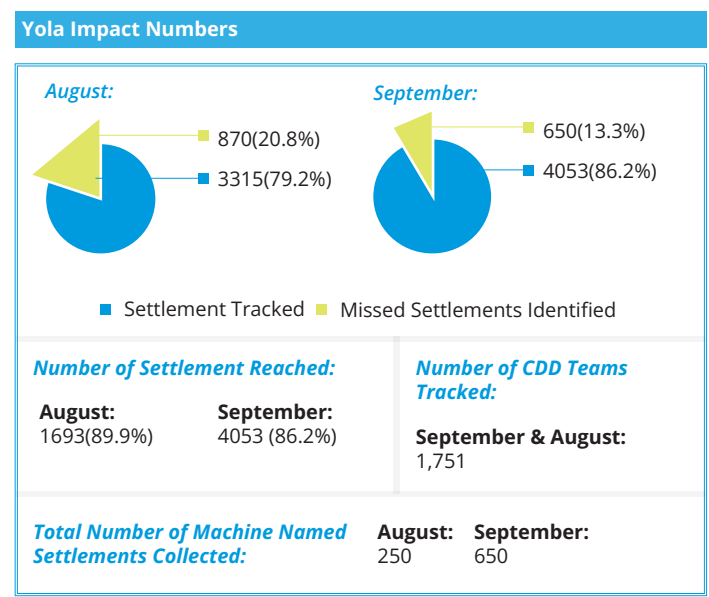 Yola Impact Numbers
August:
870(20.8%)
3315(79.2%)
September:
650(13.3%)
4053(86.2%)
Settlement Tracked
Missed Settlements Identified
Number of Settlement Reached:
August:
1693(89.9%)
September:
4053 (86.2%)
Number of CDD Teams
Tracked:
September & August:
1,751
Total Number of Machine Named
Settlements Collected:
August:
250
September:
650